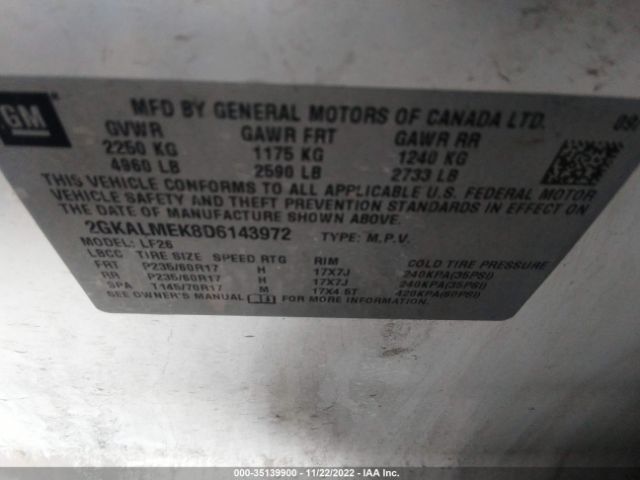 GM
MFD BY GENERAL MOTORS OF CANADA LTD.
GVWR GAWR FRT GAWR RR
2250 KG 1175 KG 1240 KG
4960 LB 2590 LB 2733 LB
THIS VEHICLE CONFORMS TO ALL APPLICABLE U.S. FEDERAL MOTOR
VEHICLE SAFETY AND THEFT PREVENTION STANDARDS IN EFFECT ON
THE DATE OF MANUFACTURE SHOWN ABOVE.
2GKALMEK8D6143972 TYPE: M.P.V.
MODEL: LF26
LBCC TIRE SIZE SPEED RTG RIM COLD TIRE PRESSURE
FRT P235/60R17 H 17X7J 240KPA(35PSI)
RR P235/60R17 H 17X7J 240KPA(35PSI)
SPA T145/70R17 M 17X4.5T 420KPA(60PSI)
SEE OWNER'S MANUAL FOR MORE INFORMATION.
000-35139900 - 11/22/2022 - IAA Inc.